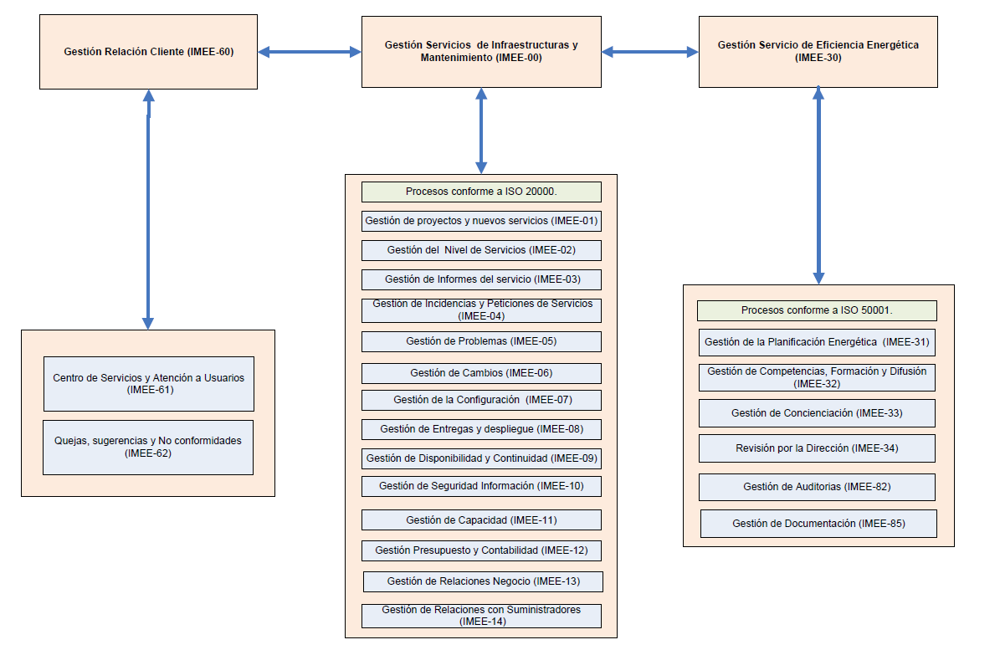 Gestión Relación Cliente (IMEE-60)
Gestión Servicios de Infraestructuras y
Mantenimiento (IMEE-00)
Gestión Servicio de Eficiencia Energética
(IMEE-30)
Centro de Servicios y Atención a Usuarios
(IMEE-61)
Quejas, sugerencias y No conformidades
(IMEE-62)
Procesos conforme a ISO 20000.
Gestión de proyectos y nuevos servicios (IMEE-01)
Gestión del Nivel de Servicios (IMEE-02)
Gestión de Informes del servicio (IMEE-03)
Gestión de Incidencias y Peticiones de Servicios
(IMEE-04)
Gestión de Problemas (IMEE-05)
Gestión de Cambios (IMEE-06)
Gestión de la Configuración (IMEE-07)
Gestión de Entregas y despliegue (IMEE-08)
Gestión de Disponibilidad y Continuidad (IMEE-09)
Gestión de Seguridad Información (IMEE-10)
Gestión de Capacidad (IMEE-11)
Gestión Presupuesto y Contabilidad (IMEE-12)
Gestión de Relaciones Negocio (IMEE-13)
Gestión de Relaciones con Suministradores
(IMEE-14)
Procesos conforme a ISO 50001.
Gestión de la Planificación Energética (IMEE-31)
Gestión de Competencias, Formación y Difusión
(IMEE-32)
Gestión de Concienciación (IMEE-33)
Revisión por la Dirección (IMEE-34)
Gestión de Auditorias (IMEE-82)
Gestión de Documentación (IMEE-85)